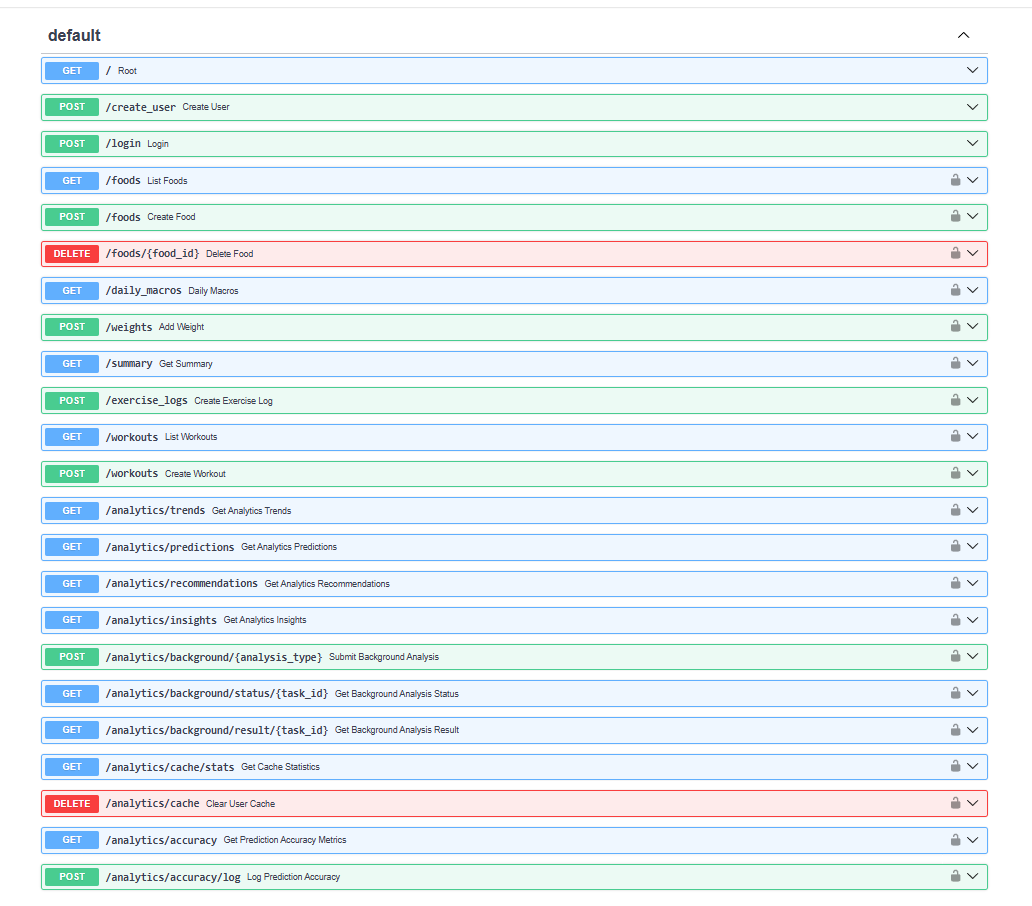 default
GET / Root
POST /create_user Create User
POST /login Login
GET /foods List Foods
POST /foods Create Food
DELETE /foods/{food_id} Delete Food
GET /daily_macros Daily Macros
POST /weights Add Weight
GET /summary Get Summary
POST /exercise_logs Create Exercise Log
GET /workouts List Workouts
POST /workouts Create Workout
GET /analytics/trends Get Analytics Trends
GET /analytics/predictions Get Analytics Predictions
GET /analytics/recommendations Get Analytics Recommendations
GET /analytics/insights Get Analytics Insights
POST /analytics/background/{analysis_type} Submit Background Analysis
GET /analytics/background/status/{task_id} Get Background Analysis Status
GET /analytics/background/result/{task_id} Get Background Analysis Result
GET /analytics/cache/stats Get Cache Statistics
DELETE /analytics/cache Clear User Cache
GET /analytics/accuracy Get Prediction Accuracy Metrics
POST /analytics/accuracy/log Log Prediction Accuracy